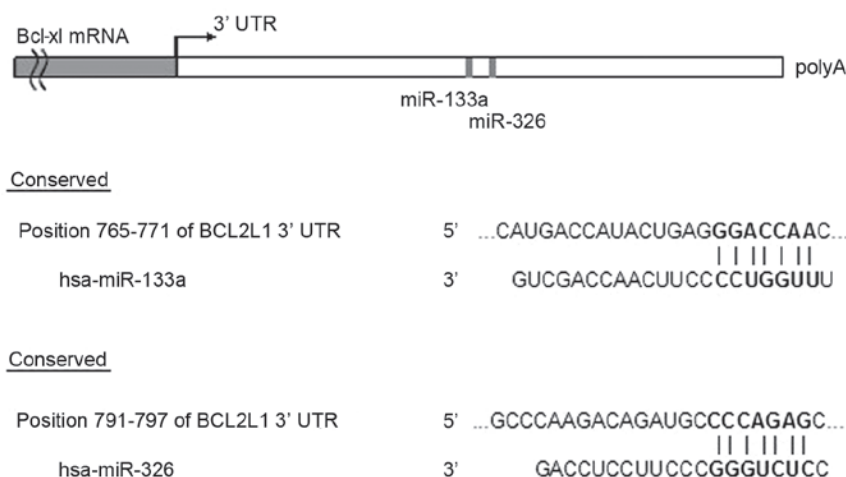 Bcl-xl mRNA
3' UTR
polyA
miR-133a
miR-326
Conserved
Position 765-771 of BCL2L1 3' UTR 5' ...CAUGACCAUACUGAGGGACCAAC...
hsa-miR-133a 3' GUCGACCAACUUCCCCUGGUUU
Conserved
Position 791-797 of BCL2L1 3' UTR 5' ...GCCCAAGACAGAUGCCCCAGAGC...
hsa-miR-326 3' GACCUCCUUCCCGGGUCUCC